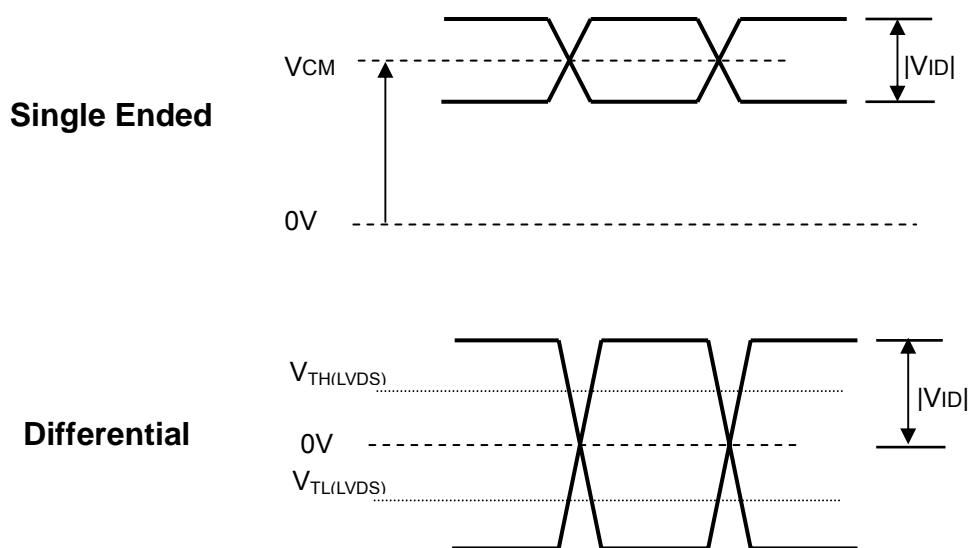 VCM
|VID|
Single Ended
0V
VTH(LVDS)
|VID|
Differential
0V
VTL(LVDS)